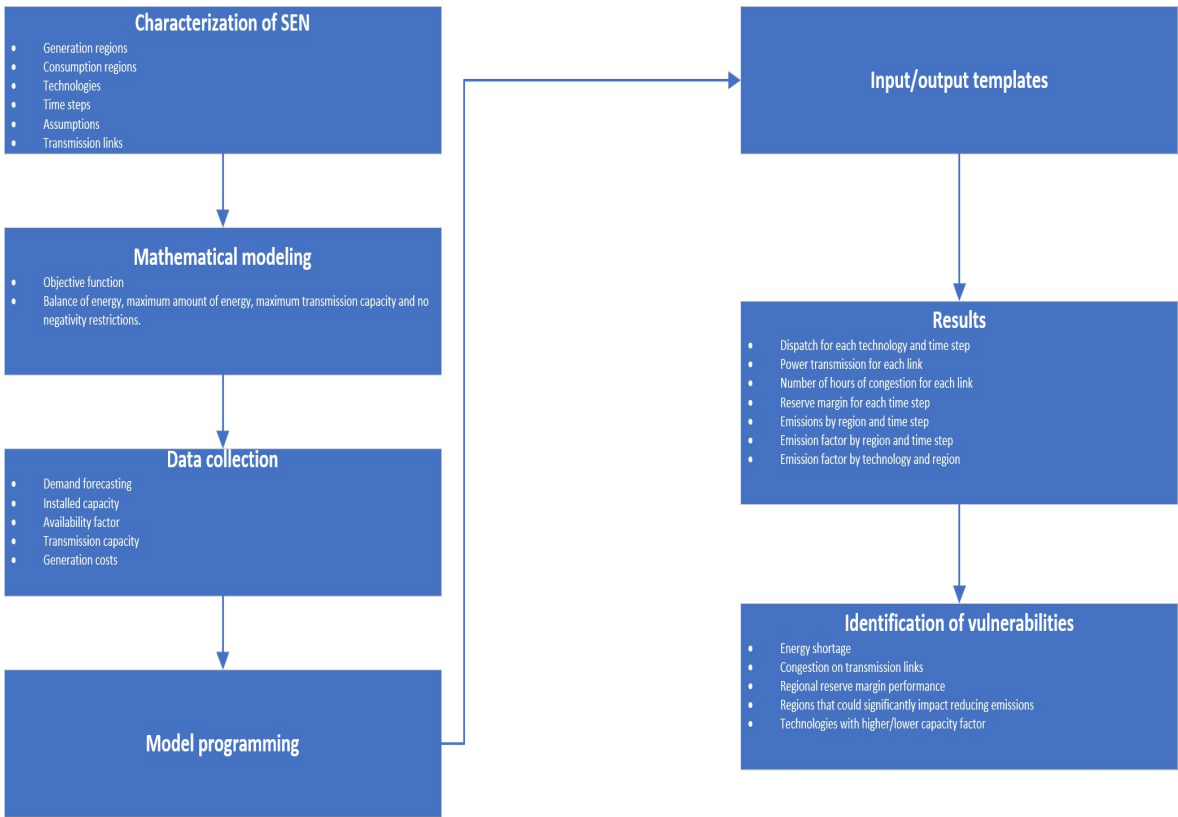 Characterization of SEN
• Generation regions
• Consumption regions
• Technologies
• Time steps
• Assumptions
• Transmission links
Mathematical modeling
• Objective function
• Balance of energy, maximum amount of energy, maximum transmission capacity and no
negativity restrictions.
Data collection
• Demand forecasting
• Installed capacity
• Availability factor
• Transmission capacity
• Generation costs
Model programming
Input/output templates
Results
• Dispatch for each technology and time step
• Power transmission for each link
• Number of hours of congestion for each link
• Reserve margin for each time step
• Emissions by region and time step
• Emission factor by region and time step
• Emission factor by technology and region
Identification of vulnerabilities
• Energy shortage
• Congestion on transmission links
• Regional reserve margin performance
• Regions that could significantly impact reducing emissions
• Technologies with higher/lower capacity factor